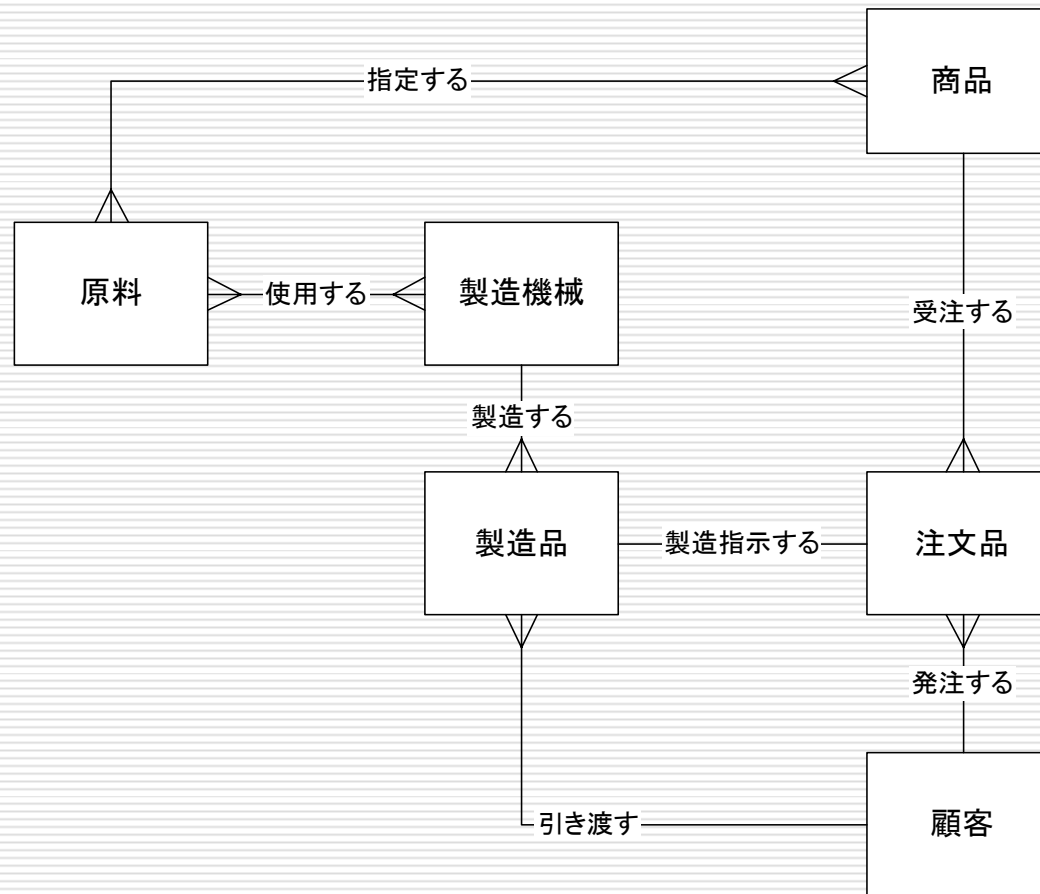 商品
指定する
原料
使用する
製造機械
受注する
製造する
製造品
製造指示する
注文品
発注する
引き渡す
顧客